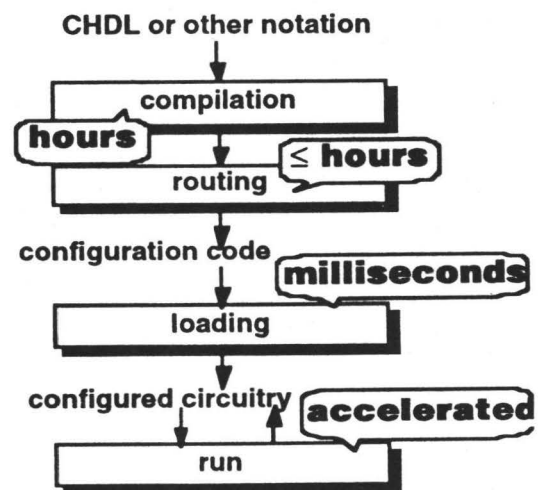 CHDL or other notation
compilation
hours
≤ hours
routing
configuration code
milliseconds
loading
configured circuitry
accelerated
run